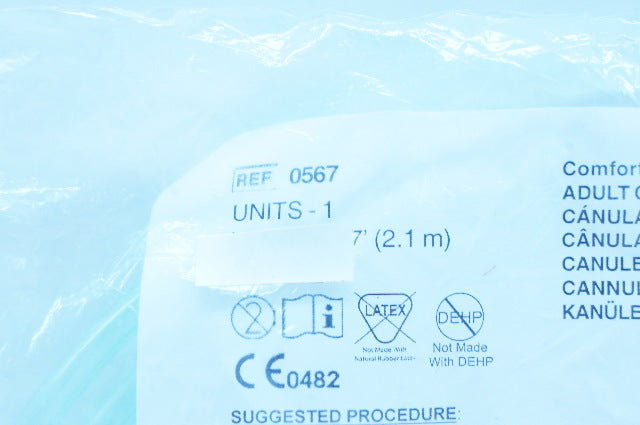 REF 0567
UNITS - 1
7' (2.1 m)
2 i LATEX DEHP
Not Made With
Natural Rubber Latex
Not Made
With DEHP
CE0482
SUGGESTED PROCEDURE:
Comfort
ADULT C
CÁNULA
CÂNULA
CANULE
CANNUL
KANÜLE